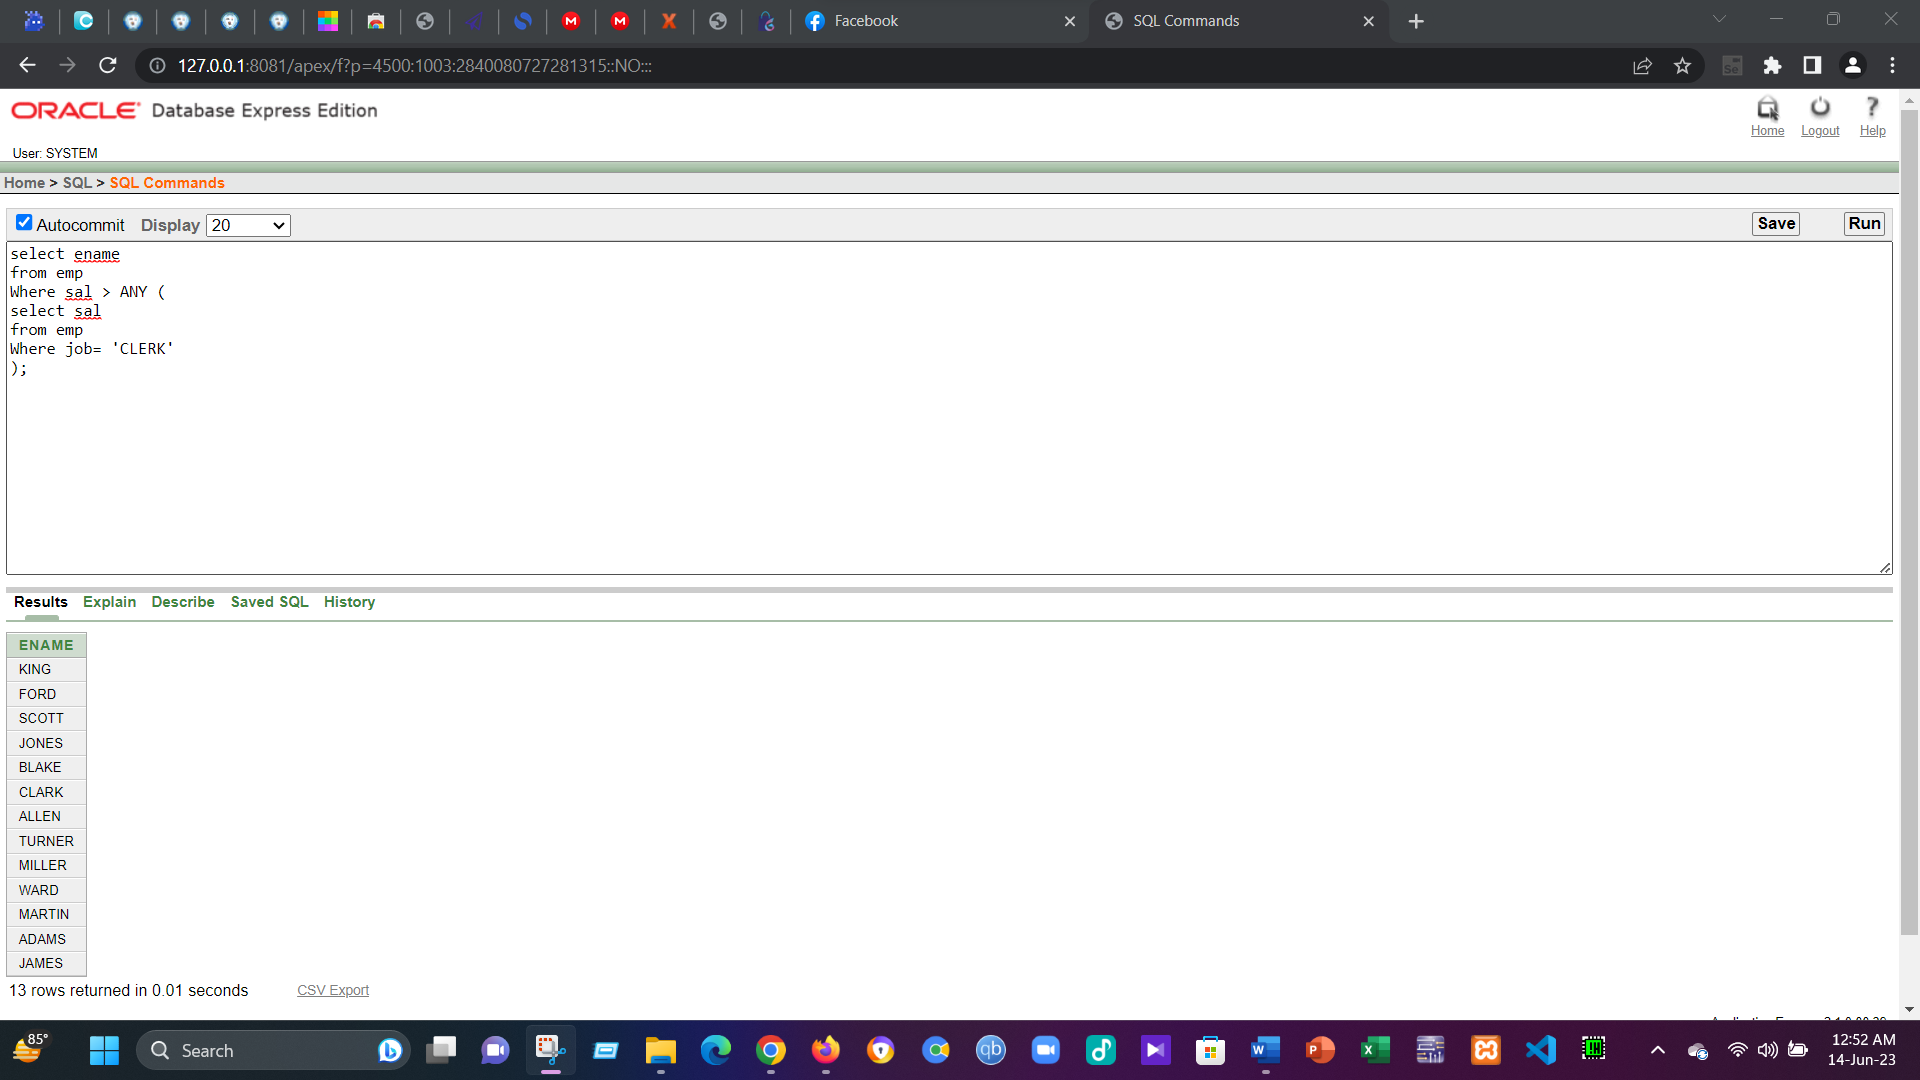 Facebook
SQL Commands
127.0.0.1:8081/apex/f?p=4500:1003:2840080727281315::NO:::
ORACLE Database Express Edition
Home Logout Help
User: SYSTEM
Home > SQL > SQL Commands
Autocommit Display 20 Save Run
select ename
from emp
Where sal > ANY (
select sal
from emp
Where job= 'CLERK'
);
Results Explain Describe Saved SQL History
ENAME
KING
FORD
SCOTT
JONES
BLAKE
CLARK
ALLEN
TURNER
MILLER
WARD
MARTIN
ADAMS
JAMES
13 rows returned in 0.01 seconds CSV Export
85°
Search
12:52 AM
14-Jun-23